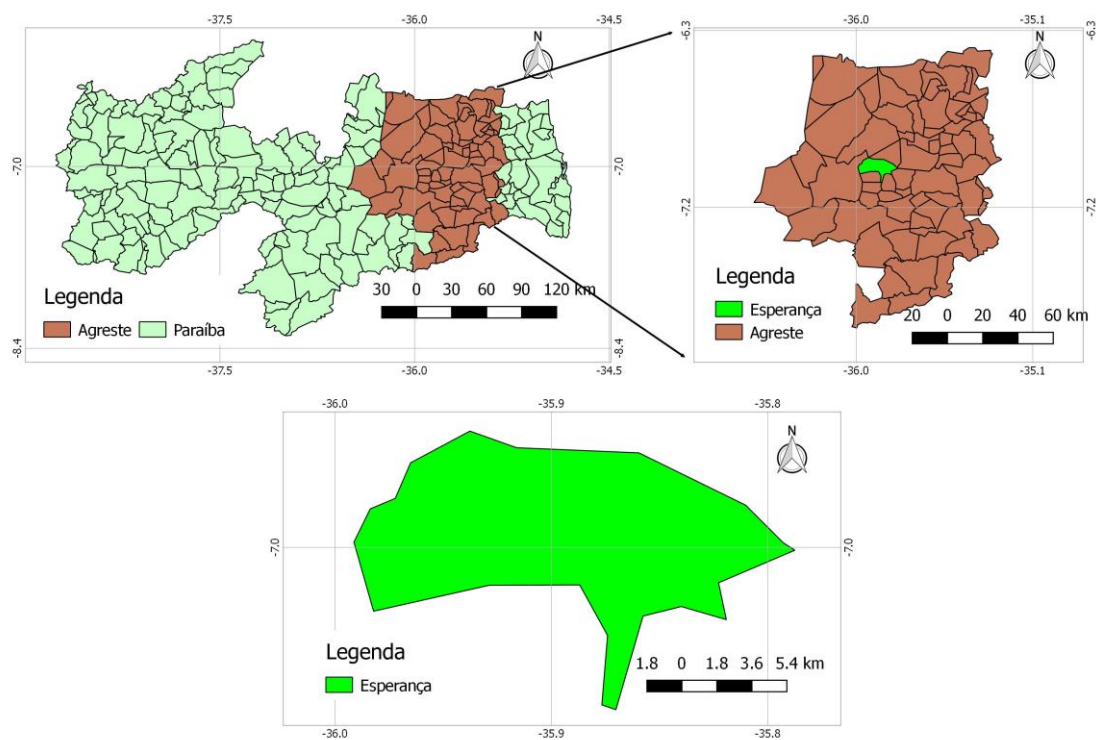 -37.5 -36.0 -34.5
N
-7.0
-8.4
Legenda
Agreste Paraíba
30 0 30 60 90 120 km
-37.5 -36.0 -34.5
-36.0 -35.1
-6.3 -6.3
N
-7.2 -7.2
Legenda
Esperança
Agreste
20 0 20 40 60 km
-36.0 -35.1
-36.0 -35.9 -35.8
N
-7.0 -7.0
Legenda
Esperança
1.8 0 1.8 3.6 5.4 km
-36.0 -35.9 -35.8